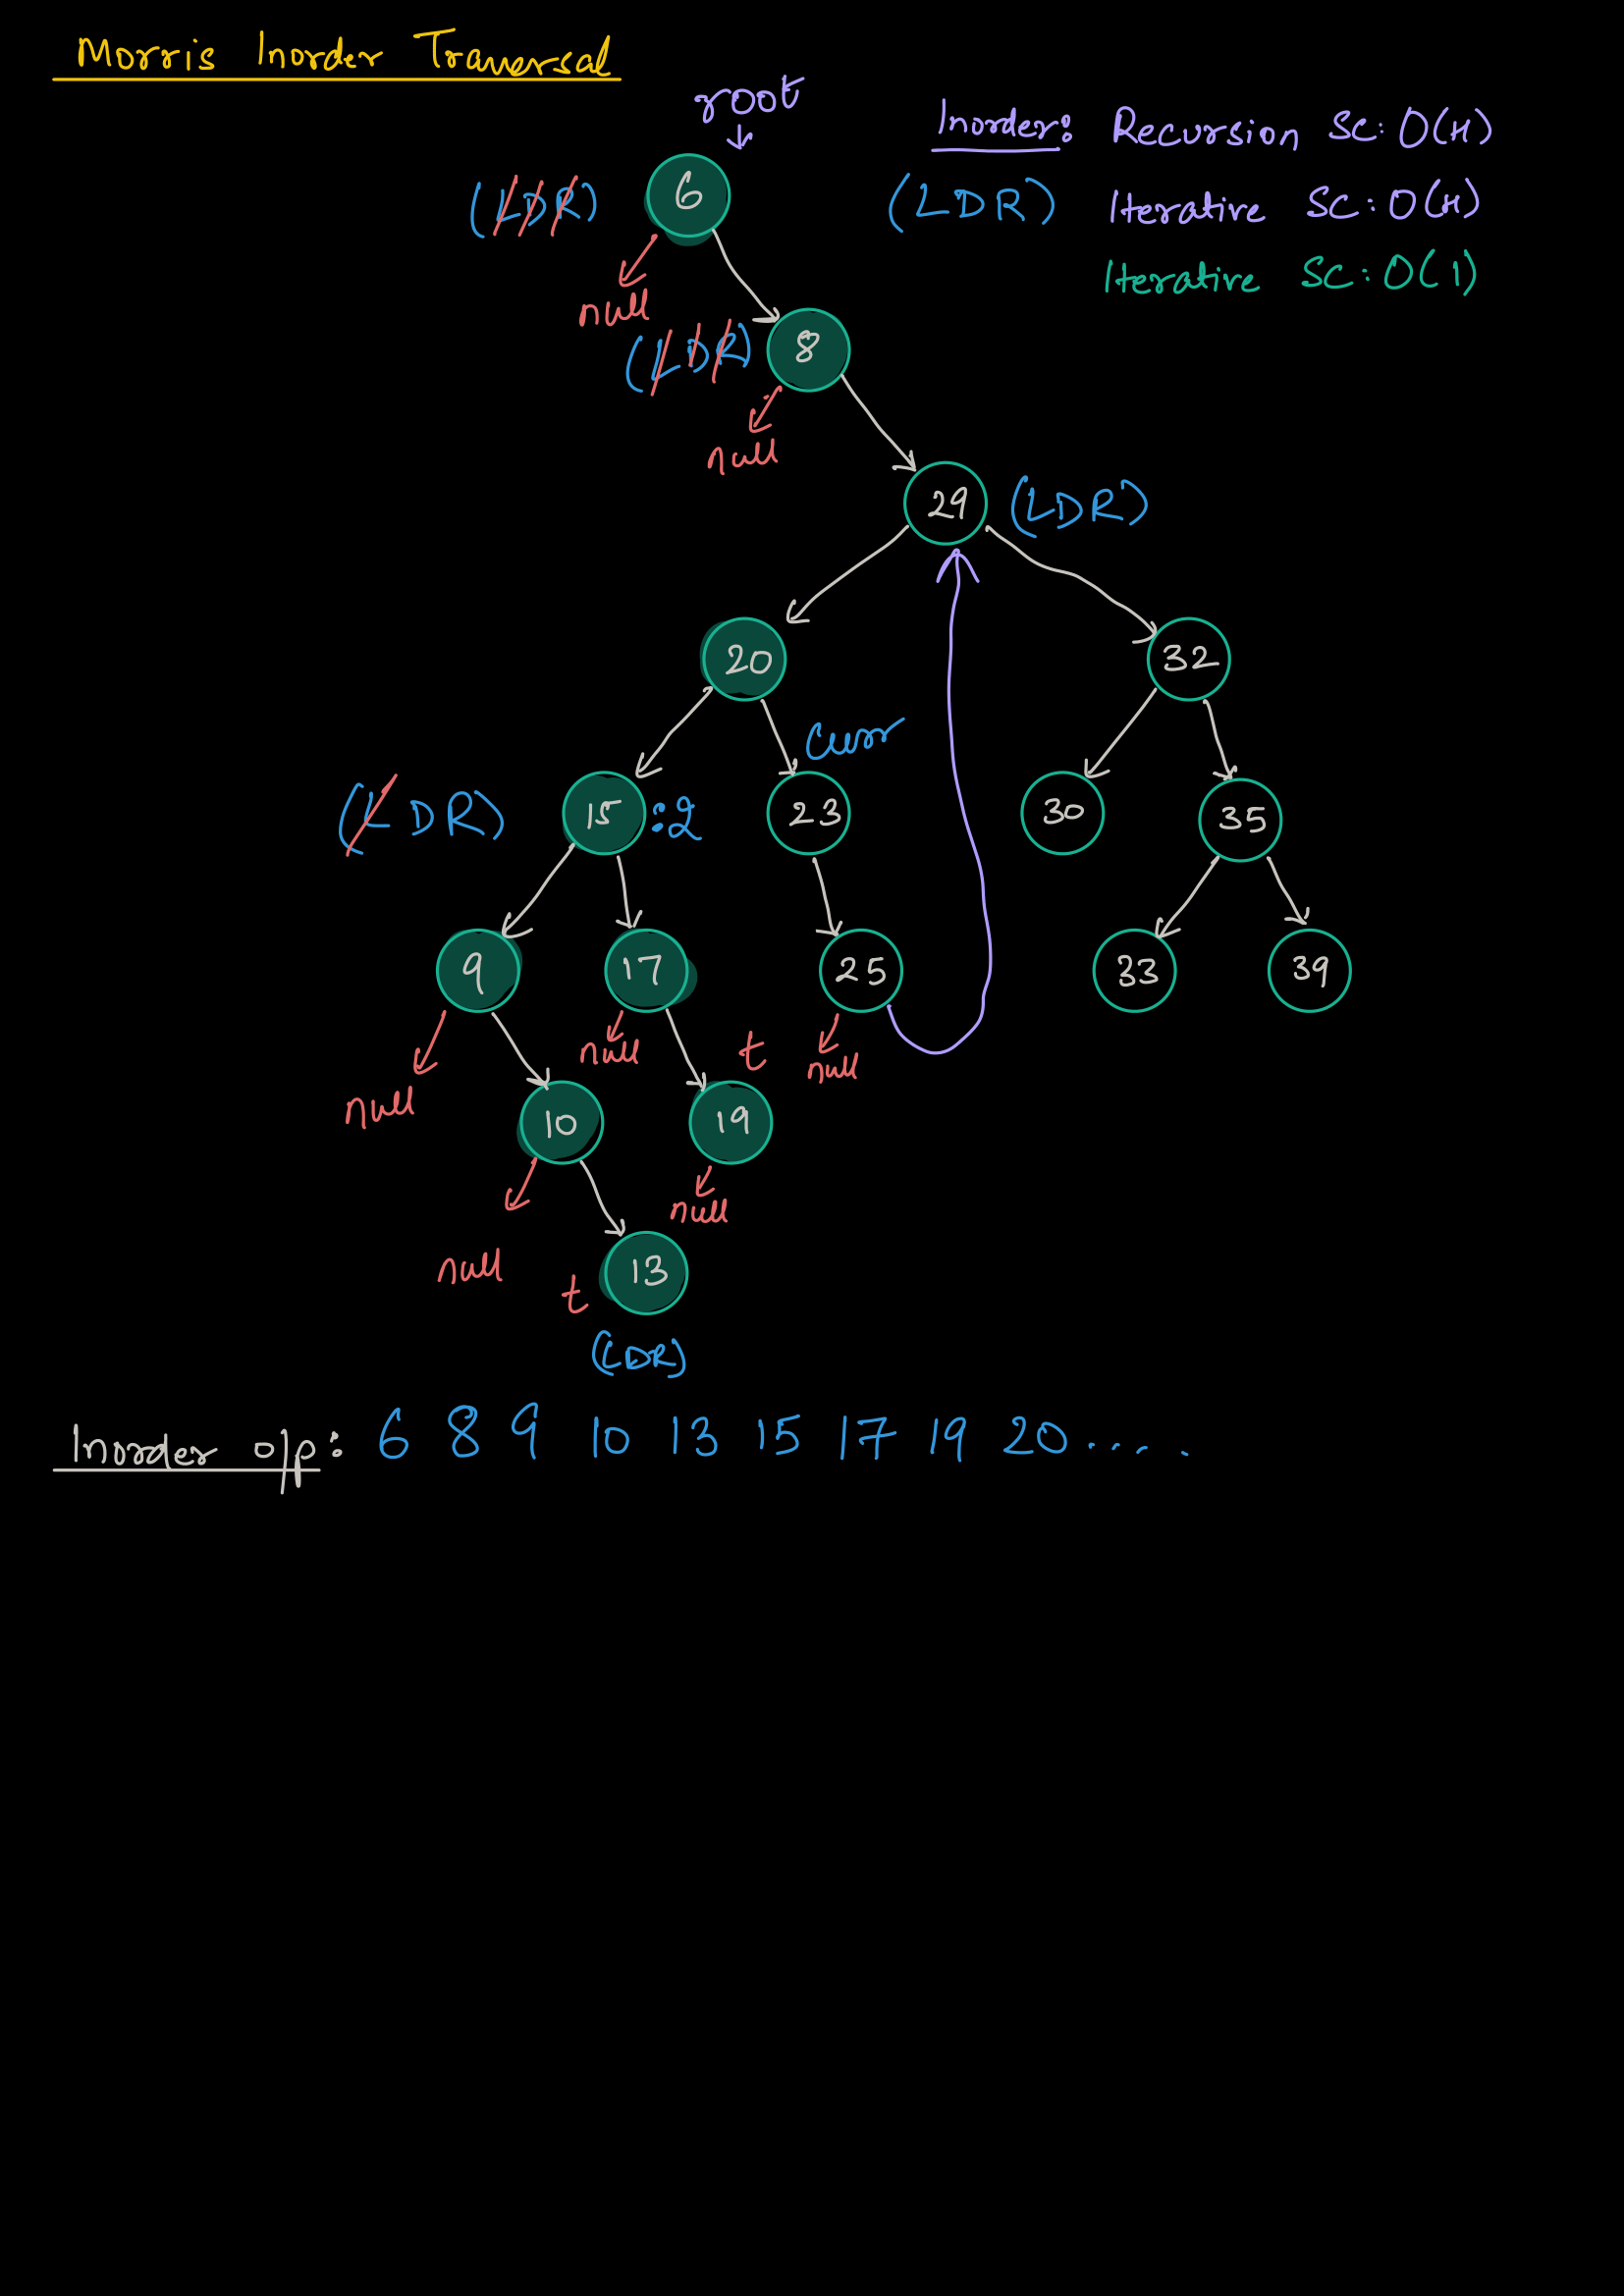 Morris Inorder Traversal
root
Inorder: Recursion SC: O(H)
(LDR) 6 (LDR) Iterative SC: O(H)
Iterative SC: O(1)
null
(LDR) 8
null
29 (LDR)
20 32
curr
(LDR) 15 :2 23 30 35
9 17 25 33 39
null t null
null
10 19
null
null
t 13
(LDR)
Inorder o/p: 6 8 9 10 13 15 17 19 20.....